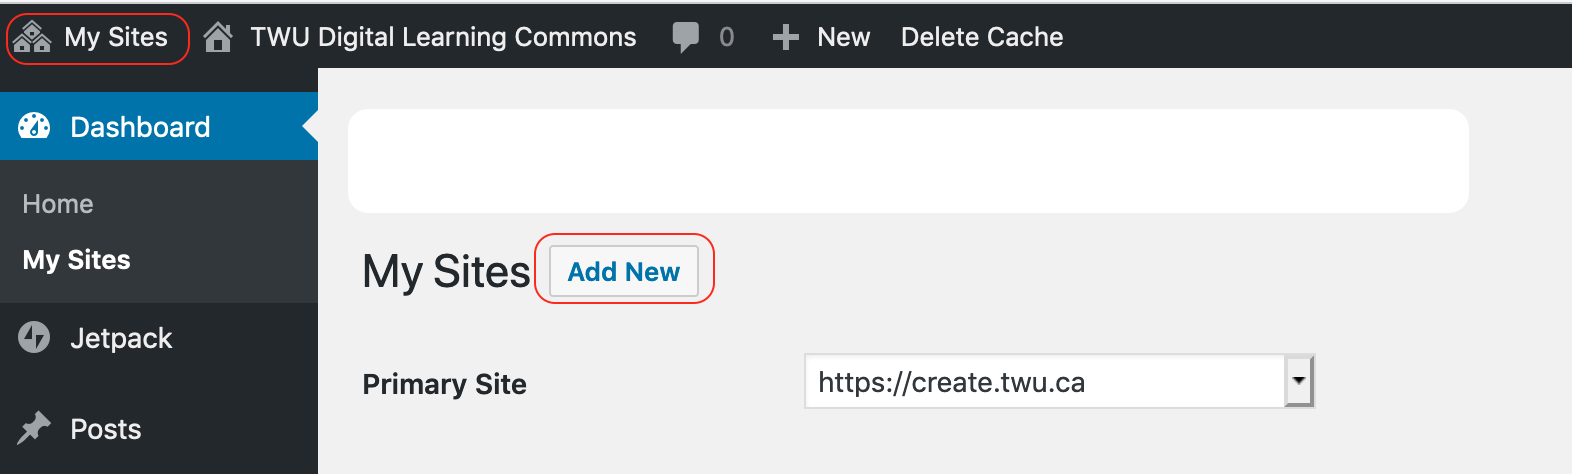 My Sites TWU Digital Learning Commons 0 New Delete Cache
Dashboard
Home
My Sites
Jetpack
Posts
My Sites Add New
Primary Site https://create.twu.ca